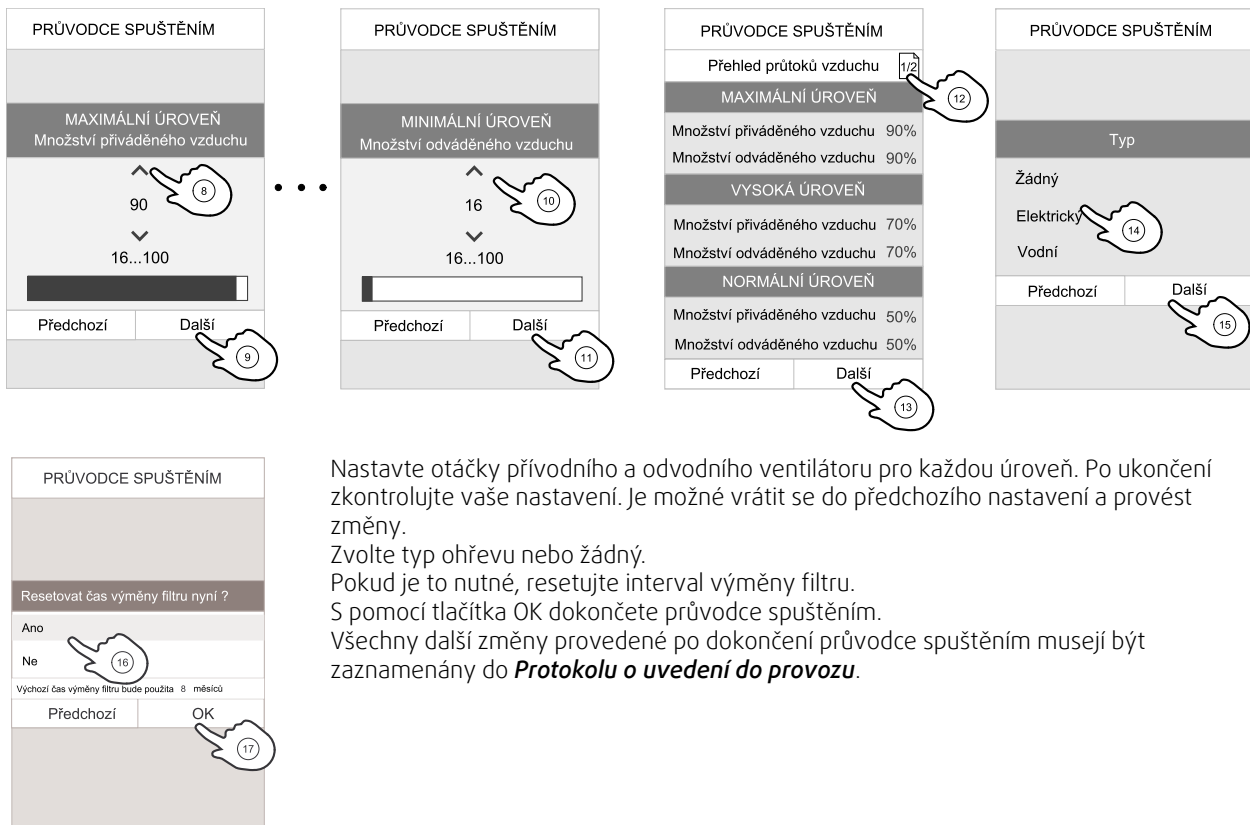 PRŮVODCE SPUŠTĚNÍM
MAXIMÁLNÍ ÚROVEŇ
Množství přiváděného vzduchu
90
8
16...100
Předchozí Další
9
PRŮVODCE SPUŠTĚNÍM
MINIMÁLNÍ ÚROVEŇ
Množství odváděného vzduchu
16
10
16...100
Předchozí Další
11
PRŮVODCE SPUŠTĚNÍM
Přehled průtoků vzduchu 1/2
12
MAXIMÁLNÍ ÚROVEŇ
Množství přiváděného vzduchu 90%
Množství odváděného vzduchu 90%
VYSOKÁ ÚROVEŇ
Množství přiváděného vzduchu 70%
Množství odváděného vzduchu 70%
NORMÁLNÍ ÚROVEŇ
Množství přiváděného vzduchu 50%
Množství odváděného vzduchu 50%
Předchozí Další
13
PRŮVODCE SPUŠTĚNÍM
Typ
Žádný
Elektrický
14
Vodní
Předchozí Další
15
PRŮVODCE SPUŠTĚNÍM
Resetovat čas výměny filtru nyní ?
Ano
Ne
16
Výchozí čas výměny filtru bude použita 8 měsíců
Předchozí OK
17
Nastavte otáčky přívodního a odvodního ventilátoru pro každou úroveň. Po ukončení
zkontrolujte vaše nastavení. Je možné vrátit se do předchozího nastavení a provést
změny.
Zvolte typ ohřevu nebo žádný.
Pokud je to nutné, resetujte interval výměny filtru.
S pomocí tlačítka OK dokončete průvodce spuštěním.
Všechny další změny provedené po dokončení průvodce spuštěním musejí být
zaznamenány do Protokolu o uvedení do provozu.